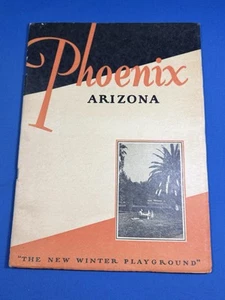 Phoenix
ARIZONA
"THE NEW WINTER PLAYGROUND"